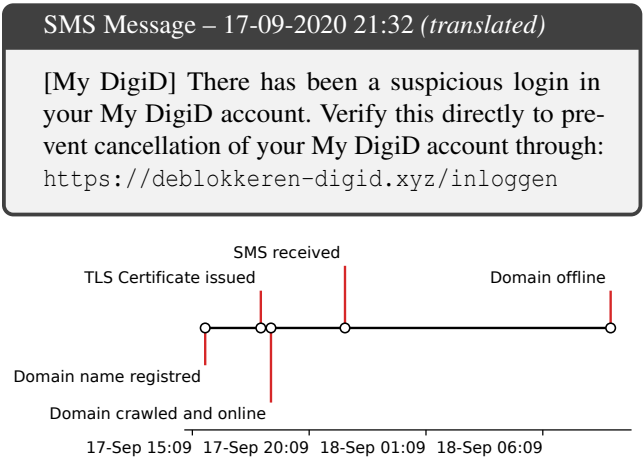 SMS Message – 17-09-2020 21:32 (translated)
[My DigiD] There has been a suspicious login in
your My DigiD account. Verify this directly to pre-
vent cancellation of your My DigiD account through:
https://deblokkeren-digid.xyz/inloggen
SMS received
TLS Certificate issued
Domain offline
Domain name registred
Domain crawled and online
17-Sep 15:09 17-Sep 20:09 18-Sep 01:09 18-Sep 06:09